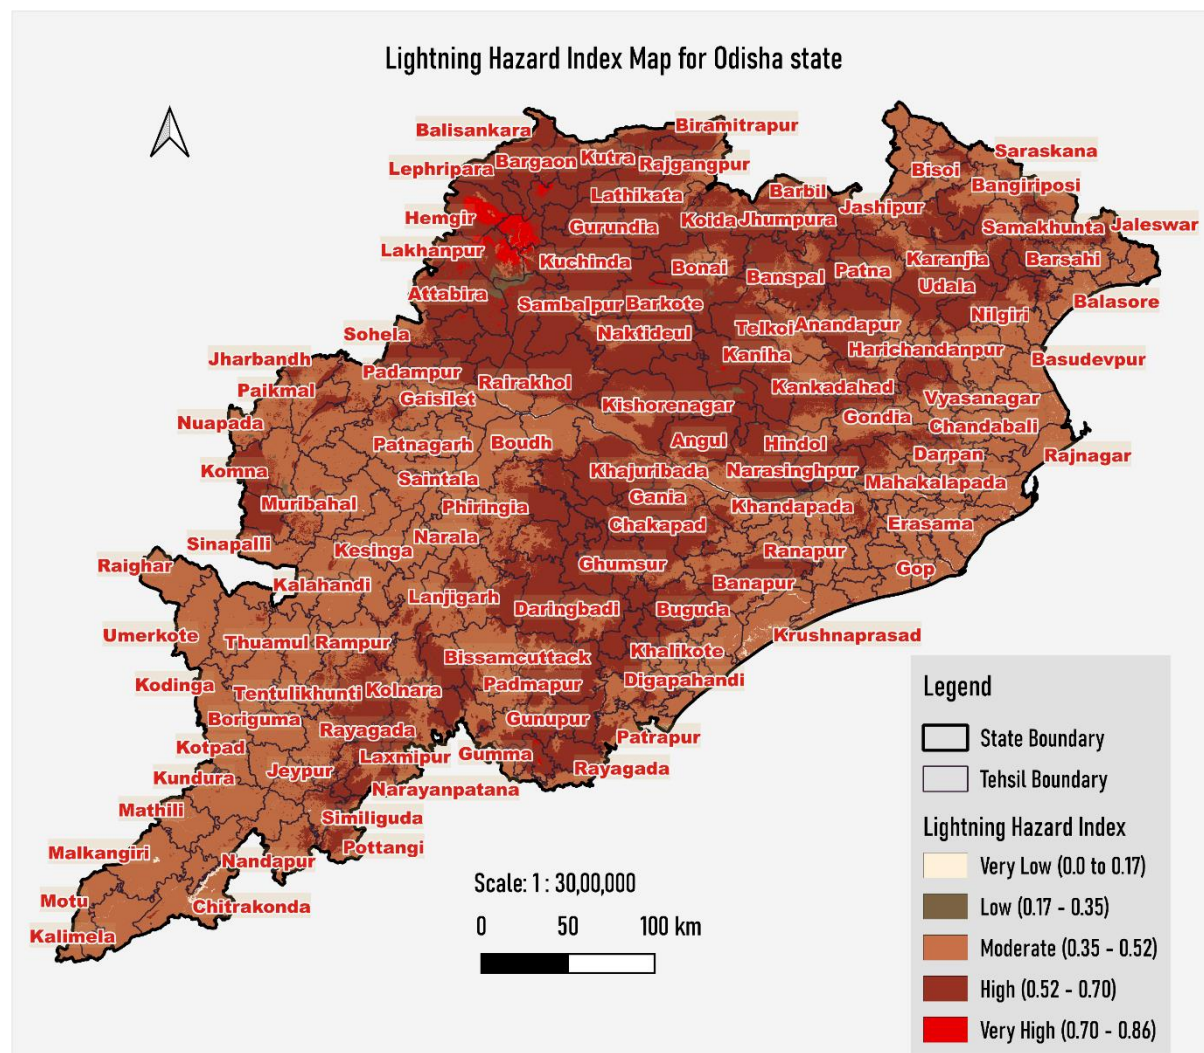 Lightning Hazard Index Map for Odisha state
Balisankara
Biramitrapur
Lephripara
Bargaon
Kutra
Rajgangpur
Saraskana
Bisoi
Bangiriposi
Lathikata
Barbil
Jashipur
Hemgir
Gurundia
Koida
Jhumpura
Samakhunta
Jaleswar
Lakhanpur
Kuchinda
Bonai
Banspal
Patna
Karanjia
Barsahi
Attabira
Sambalpur
Barkote
Udala
Balasore
Sohela
Naktideul
Telkoi
Anandapur
Nilgiri
Jharbandh
Padampur
Rairakhol
Kaniha
Harichandanpur
Basudevpur
Paikmal
Gaisilet
Kishorenagar
Kankadahad
Vyasanagar
Nuapada
Patnagarh
Boudh
Angul
Hindol
Gondia
Chandabali
Komna
Saintala
Khajuribada
Narasinghpur
Darpan
Rajnagar
Muribahal
Phiringia
Gania
Khandapada
Mahakalapada
Sinapalli
Kesinga
Narala
Chakapad
Erasama
Raighar
Kalahandi
Ghumsur
Ranapur
Gop
Lanjigarh
Daringbadi
Banapur
Buguda
Umerkote
Thuamul Rampur
Krushnaprasad
Bissamcuttack
Khalikote
Kodinga
Tentulikhunti
Kolnara
Padmapur
Digapahandi
Boriguma
Rayagada
Gunupur
Kotpad
Laxmipur
Gumma
Patrapur
Kundura
Jeypur
Narayanpatana
Rayagada
Mathili
Similiguda
Malkangiri
Nandapur
Pottangi
Motu
Chitrakonda
Kalimela
Scale: 1 : 30,00,000
0 50 100 km
Legend
State Boundary
Tehsil Boundary
Lightning Hazard Index
Very Low (0.0 to 0.17)
Low (0.17 - 0.35)
Moderate (0.35 - 0.52)
High (0.52 - 0.70)
Very High (0.70 - 0.86)